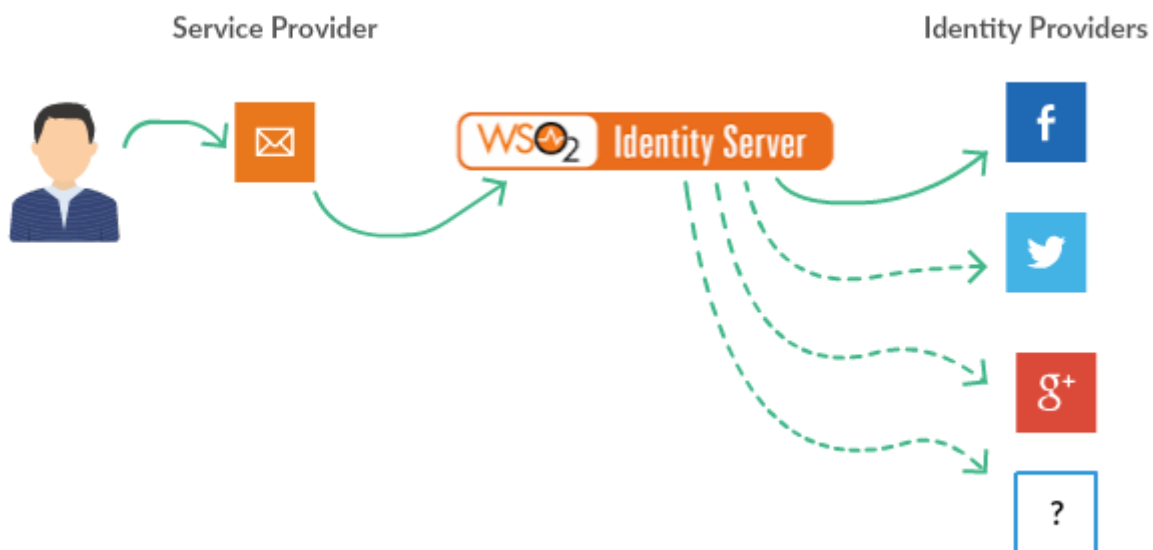 Service Provider
Identity Providers
WSO2 Identity Server
f
g+
?